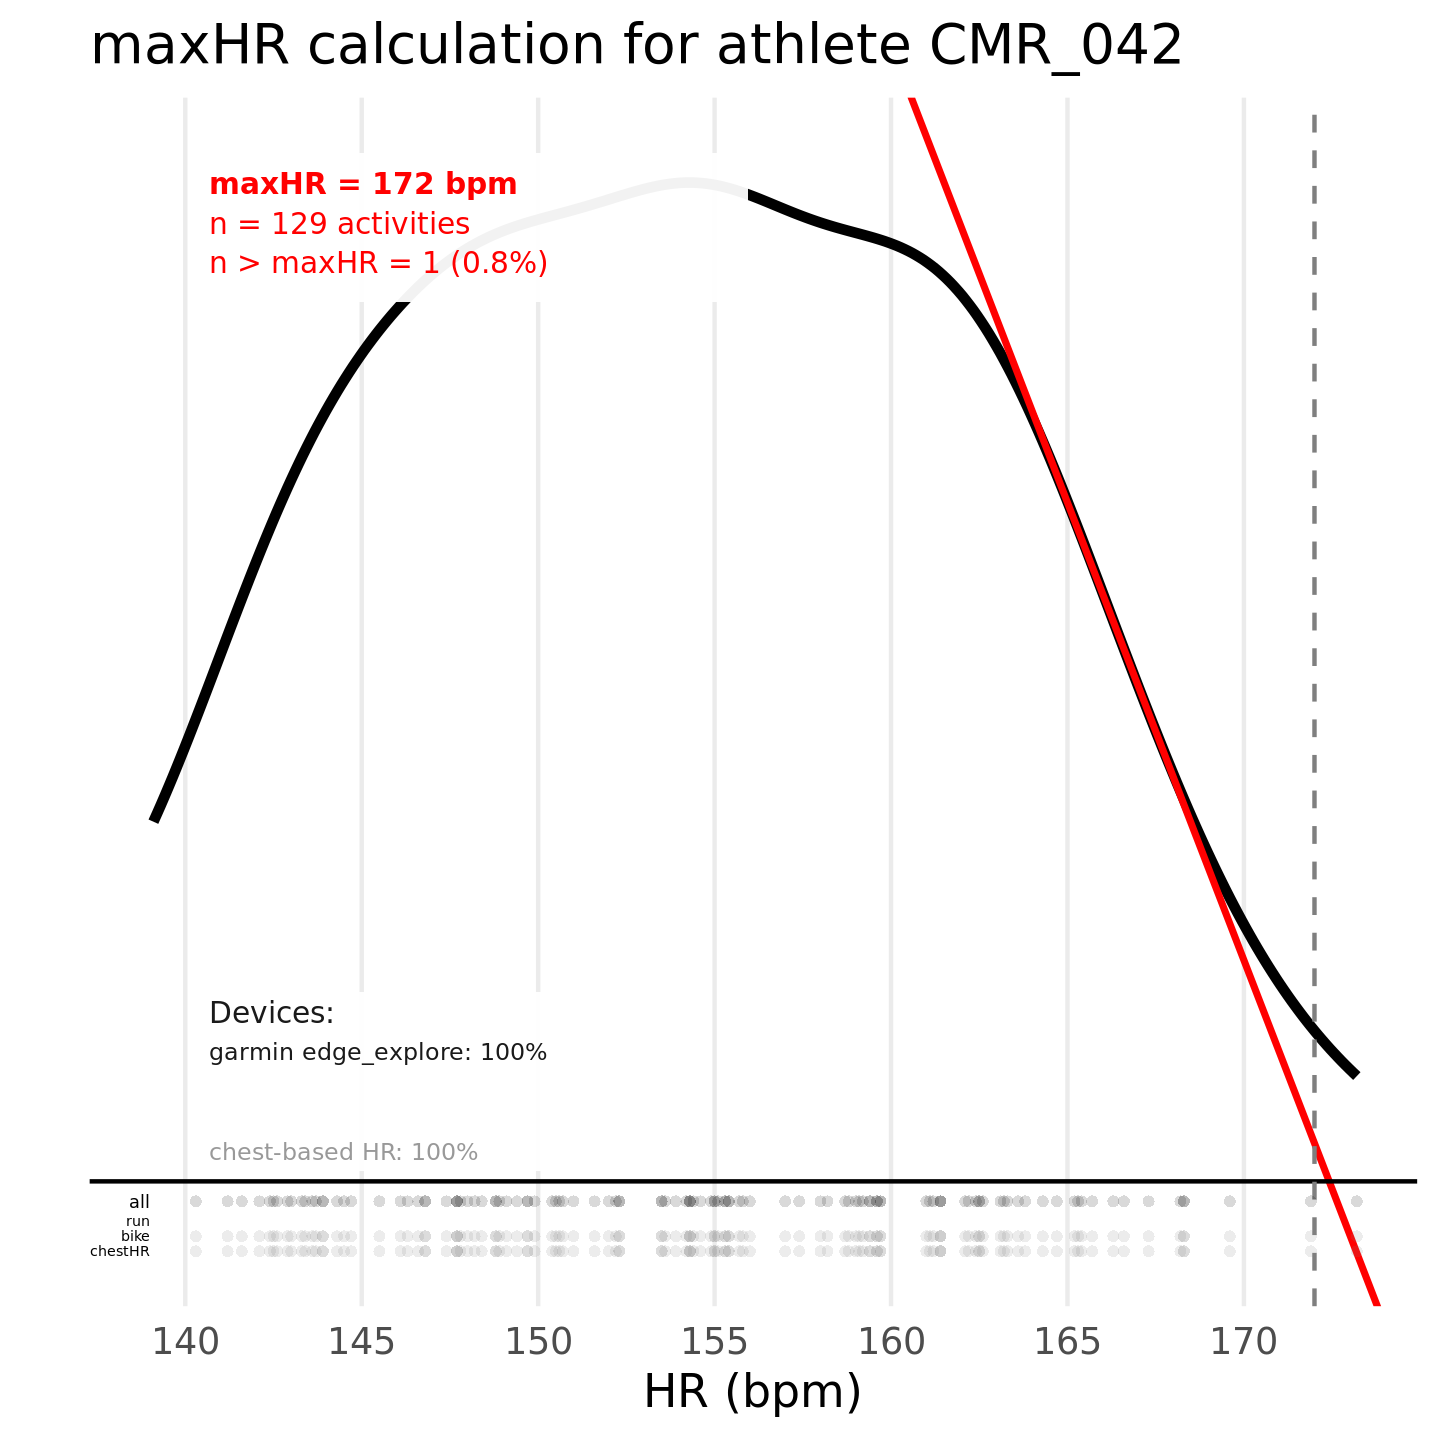 maxHR calculation for athlete CMR_042
maxHR = 172 bpm
n = 129 activities
n > maxHR = 1 (0.8%)
Devices:
garmin edge_explore: 100%
chest-based HR: 100%
all
run
bike
chestHR
140 145 150 155 160 165 170
HR (bpm)